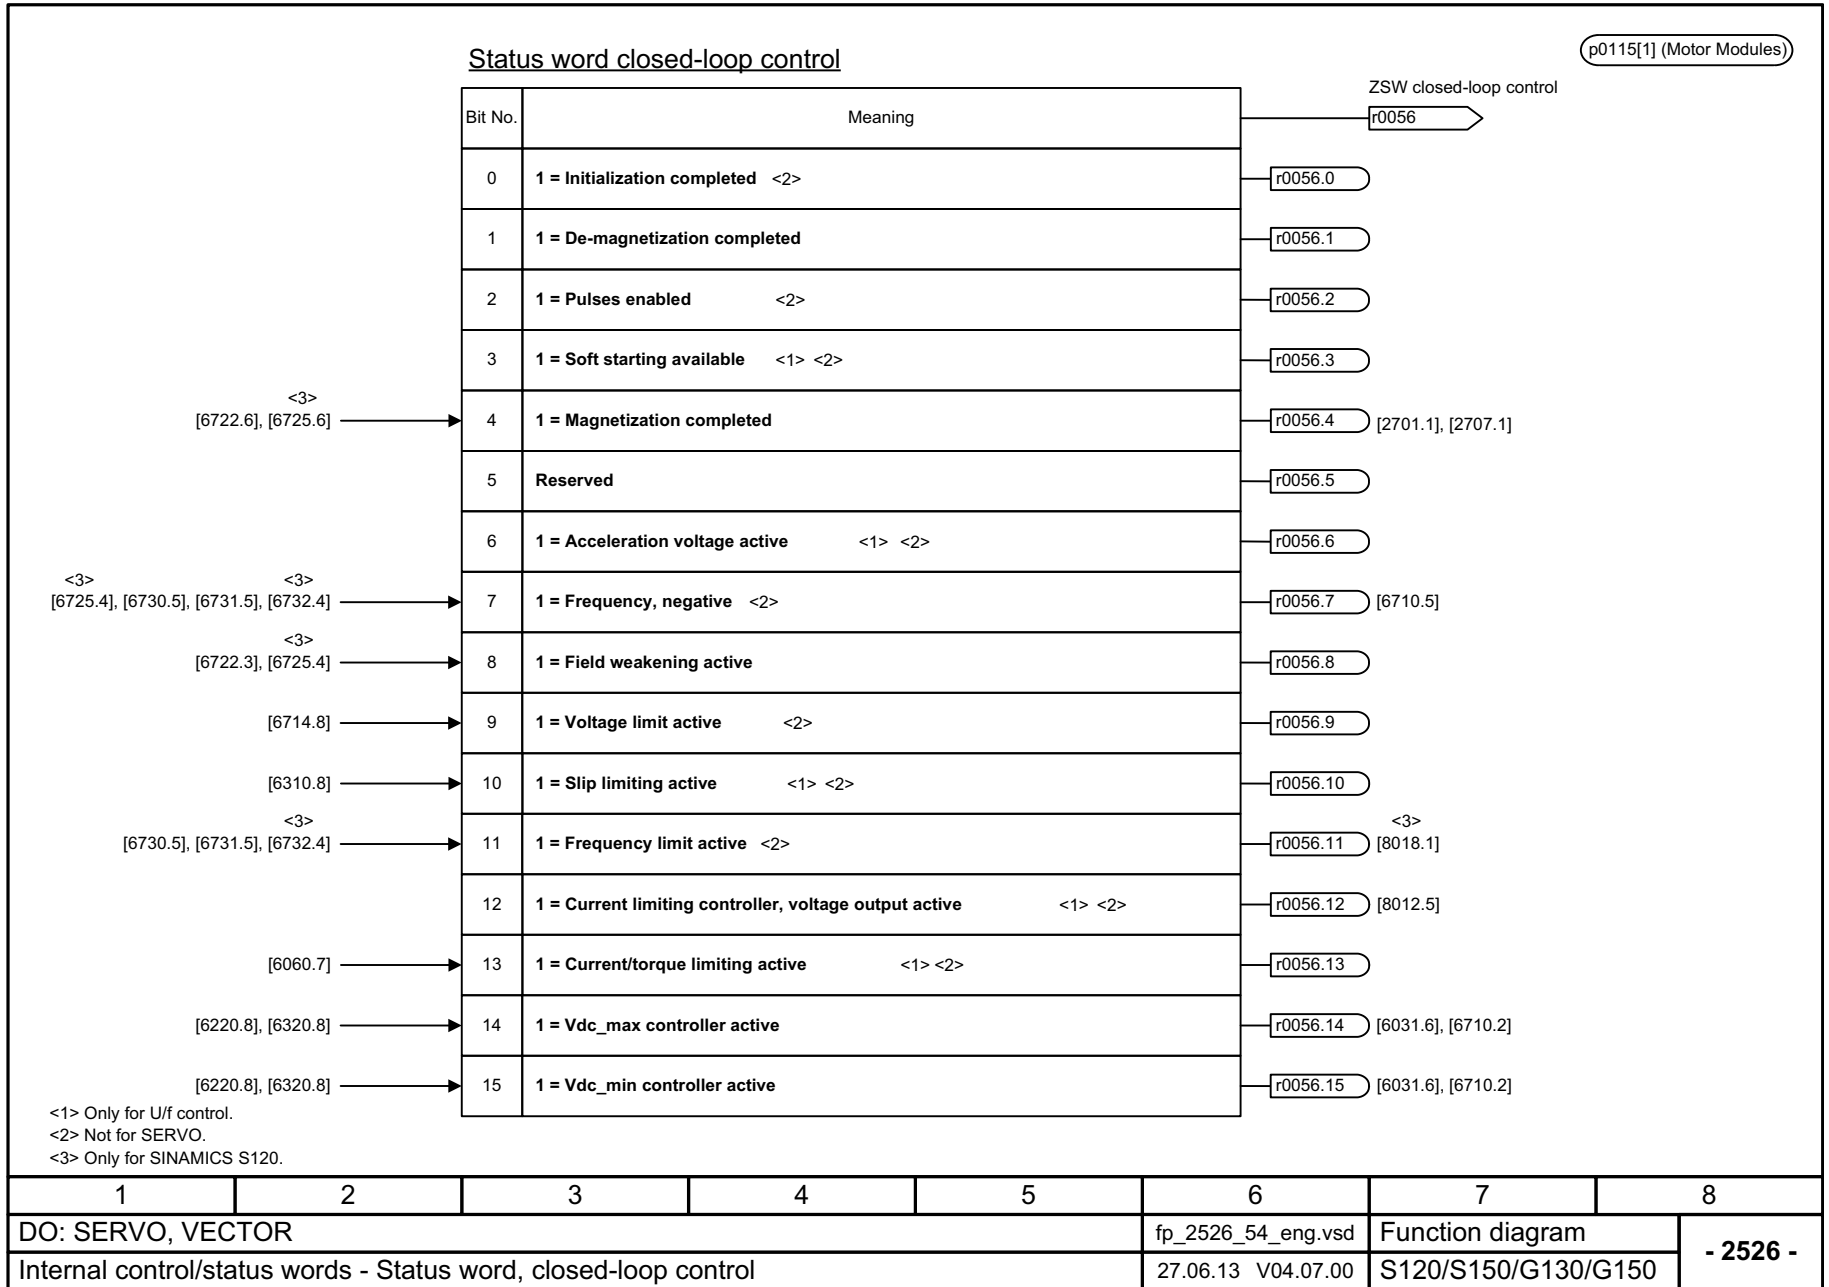 Status word closed-loop control
p0115[1] (Motor Modules)
ZSW closed-loop control
Bit No. Meaning r0056
0 1 = Initialization completed <2> r0056.0
1 1 = De-magnetization completed r0056.1
2 1 = Pulses enabled <2> r0056.2
3 1 = Soft starting available <1> <2> r0056.3
<3>
[6722.6], [6725.6] 4 1 = Magnetization completed r0056.4 [2701.1], [2707.1]
5 Reserved r0056.5
6 1 = Acceleration voltage active <1> <2> r0056.6
<3> <3>
[6725.4], [6730.5], [6731.5], [6732.4] 7 1 = Frequency, negative <2> r0056.7 [6710.5]
<3>
[6722.3], [6725.4] 8 1 = Field weakening active r0056.8
[6714.8] 9 1 = Voltage limit active <2> r0056.9
[6310.8] 10 1 = Slip limiting active <1> <2> r0056.10
<3> <3>
[6730.5], [6731.5], [6732.4] 11 1 = Frequency limit active <2> r0056.11 [8018.1]
12 1 = Current limiting controller, voltage output active <1> <2> r0056.12 [8012.5]
[6060.7] 13 1 = Current/torque limiting active <1> <2> r0056.13
[6220.8], [6320.8] 14 1 = Vdc_max controller active r0056.14 [6031.6], [6710.2]
[6220.8], [6320.8] 15 1 = Vdc_min controller active r0056.15 [6031.6], [6710.2]
<1> Only for U/f control.
<2> Not for SERVO.
<3> Only for SINAMICS S120.
1 2 3 4 5 6 7 8
DO: SERVO, VECTOR fp_2526_54_eng.vsd Function diagram - 2526 -
Internal control/status words - Status word, closed-loop control 27.06.13 V04.07.00 S120/S150/G130/G150